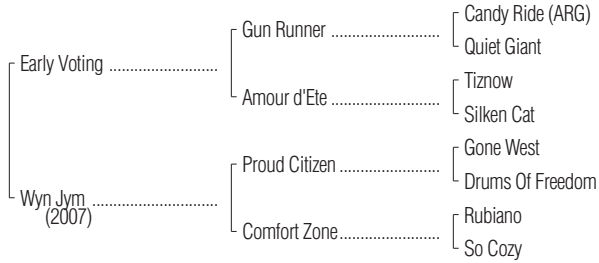 Candy Ride (ARG)
Gun Runner
Quiet Giant
Early Voting
Tiznow
Amour d'Ete
Silken Cat
Gone West
Proud Citizen
Drums Of Freedom
Wyn Jym
(2007)
Rubiano
Comfort Zone
So Cozy